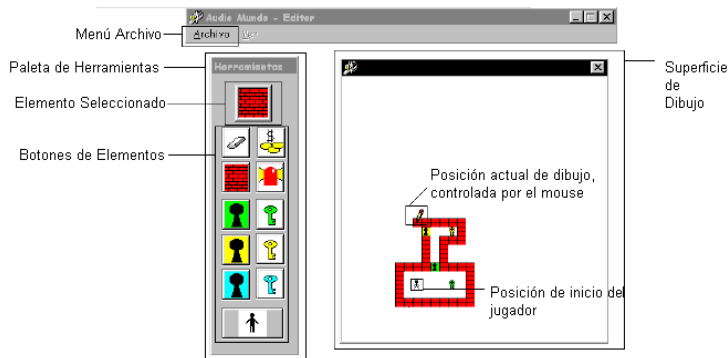 Audio Mundo - Editor
Menú Archivo
Archivo Ver
Paleta de Herramientas
Herramientas
Superficie
de
Dibujo
Elemento Seleccionado
Botones de Elementos
Posición actual de dibujo,
controlada por el mouse
Posición de inicio del
jugador